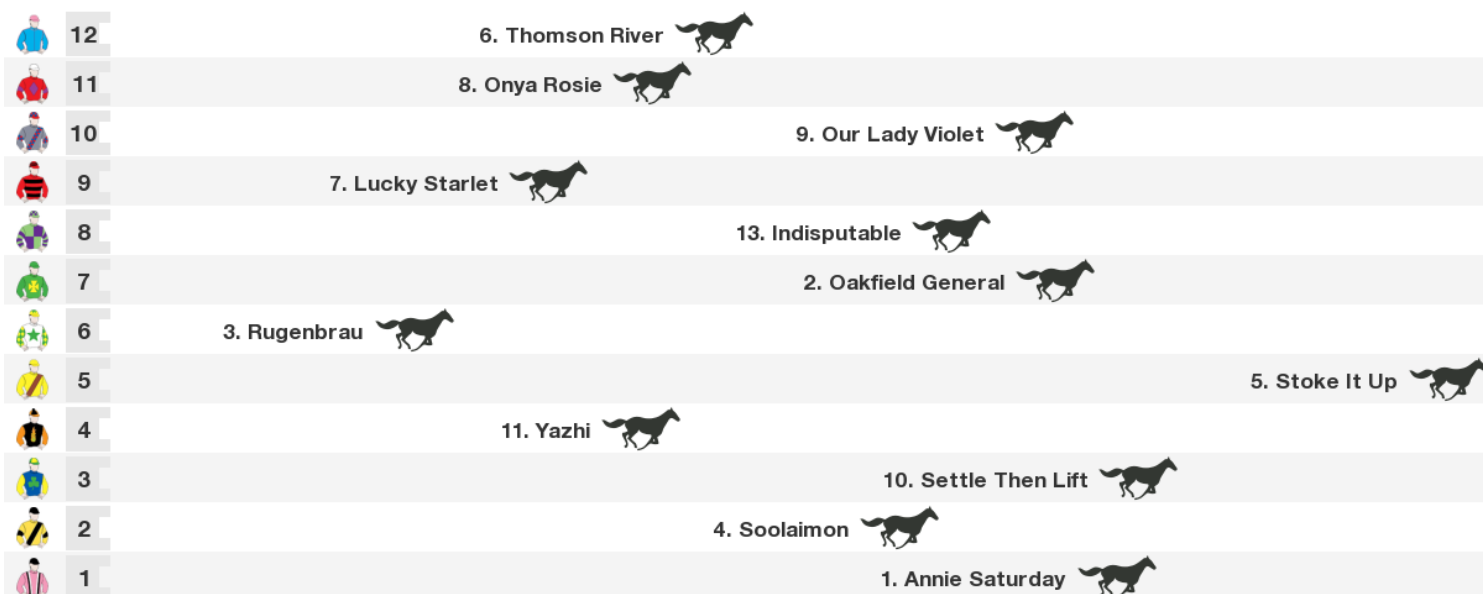 12 6. Thomson River
11 8. Onya Rosie
10 9. Our Lady Violet
9 7. Lucky Starlet
8 13. Indisputable
7 2. Oakfield General
6 3. Rugenbrau
5 5. Stoke It Up
4 11. Yazhi
3 10. Settle Then Lift
2 4. Soolaimon
1 1. Annie Saturday